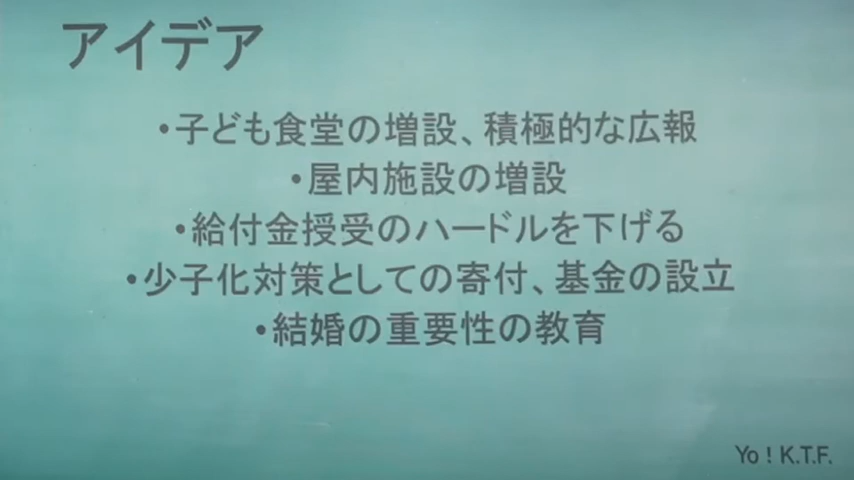 アイデア
•子ども食堂の増設、積極的な広報
•屋内施設の増設
•給付金授受のハードルを下げる
•少子化対策としての寄付、基金の設立
•結婚の重要性の教育
Yo ! K.T.F.